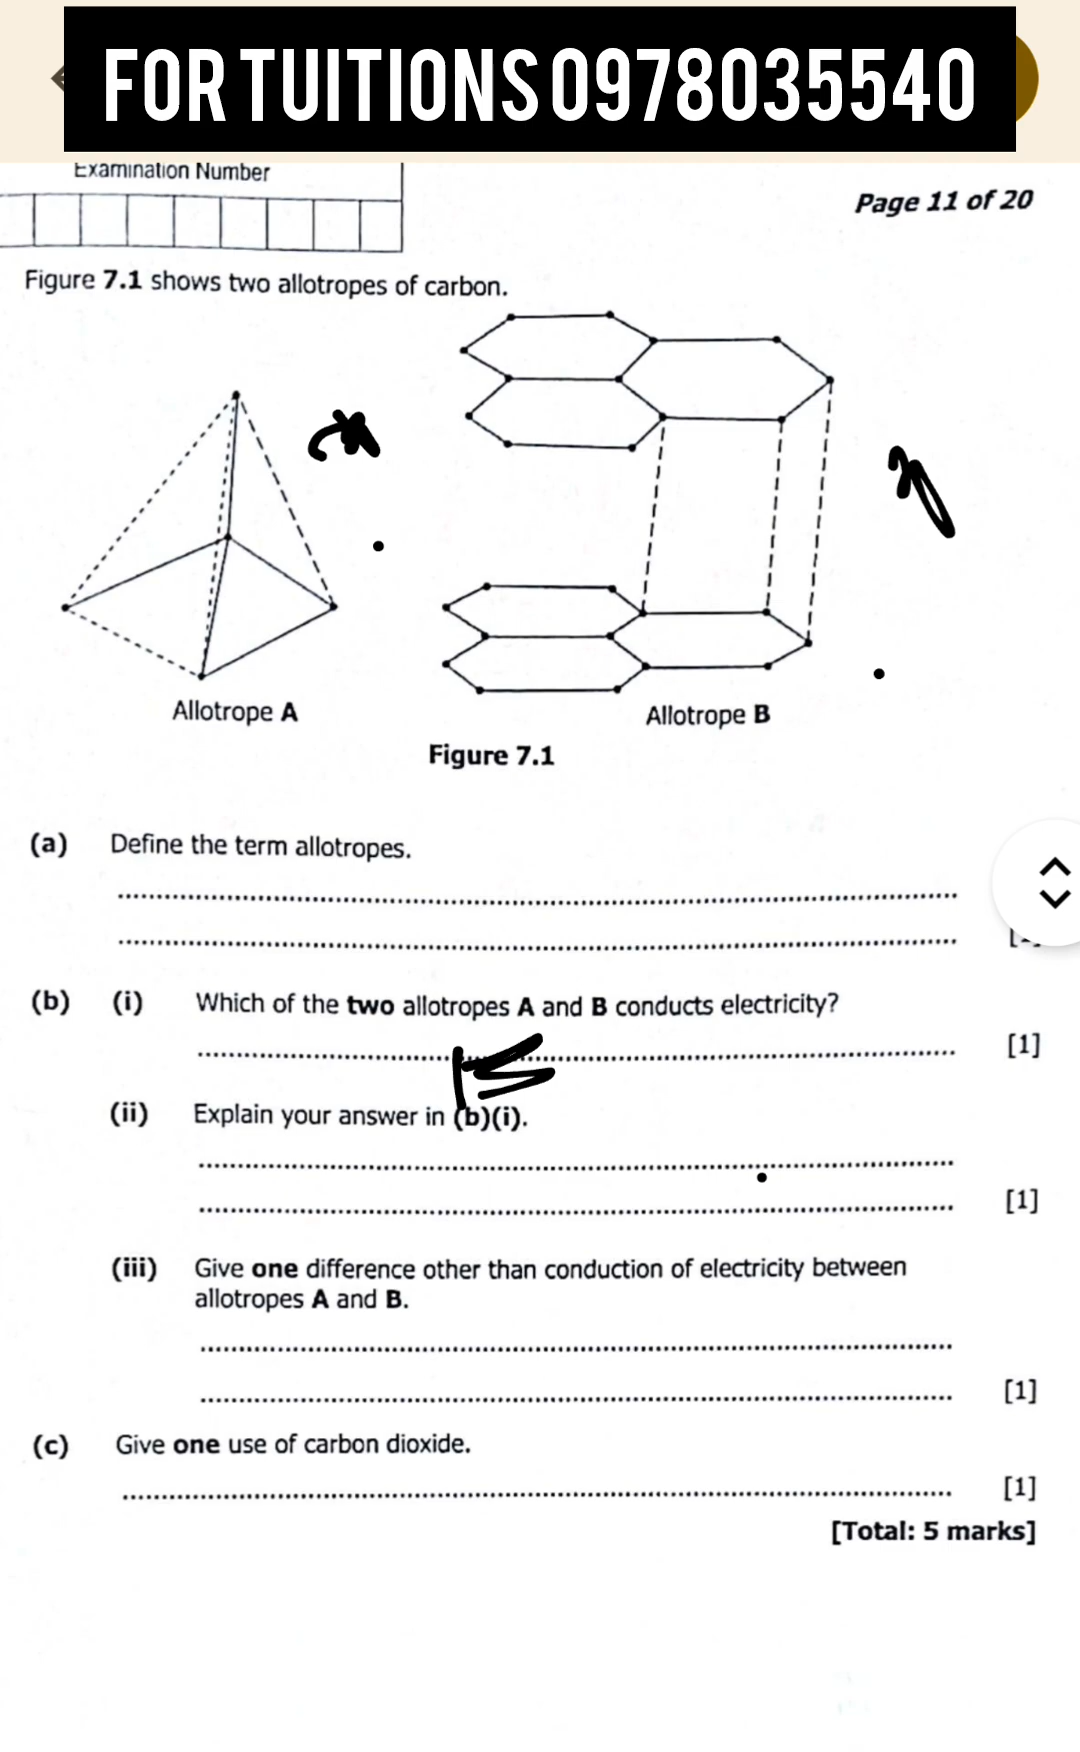 FOR TUITIONS 0978035540
Examination Number
Page 11 of 20
Figure 7.1 shows two allotropes of carbon.
Allotrope A
Allotrope B
Figure 7.1
(a) Define the term allotropes.
(b) (i) Which of the two allotropes A and B conducts electricity?
[1]
(ii) Explain your answer in (b)(i).
[1]
(iii) Give one difference other than conduction of electricity between
allotropes A and B.
[1]
(c) Give one use of carbon dioxide.
[1]
[Total: 5 marks]